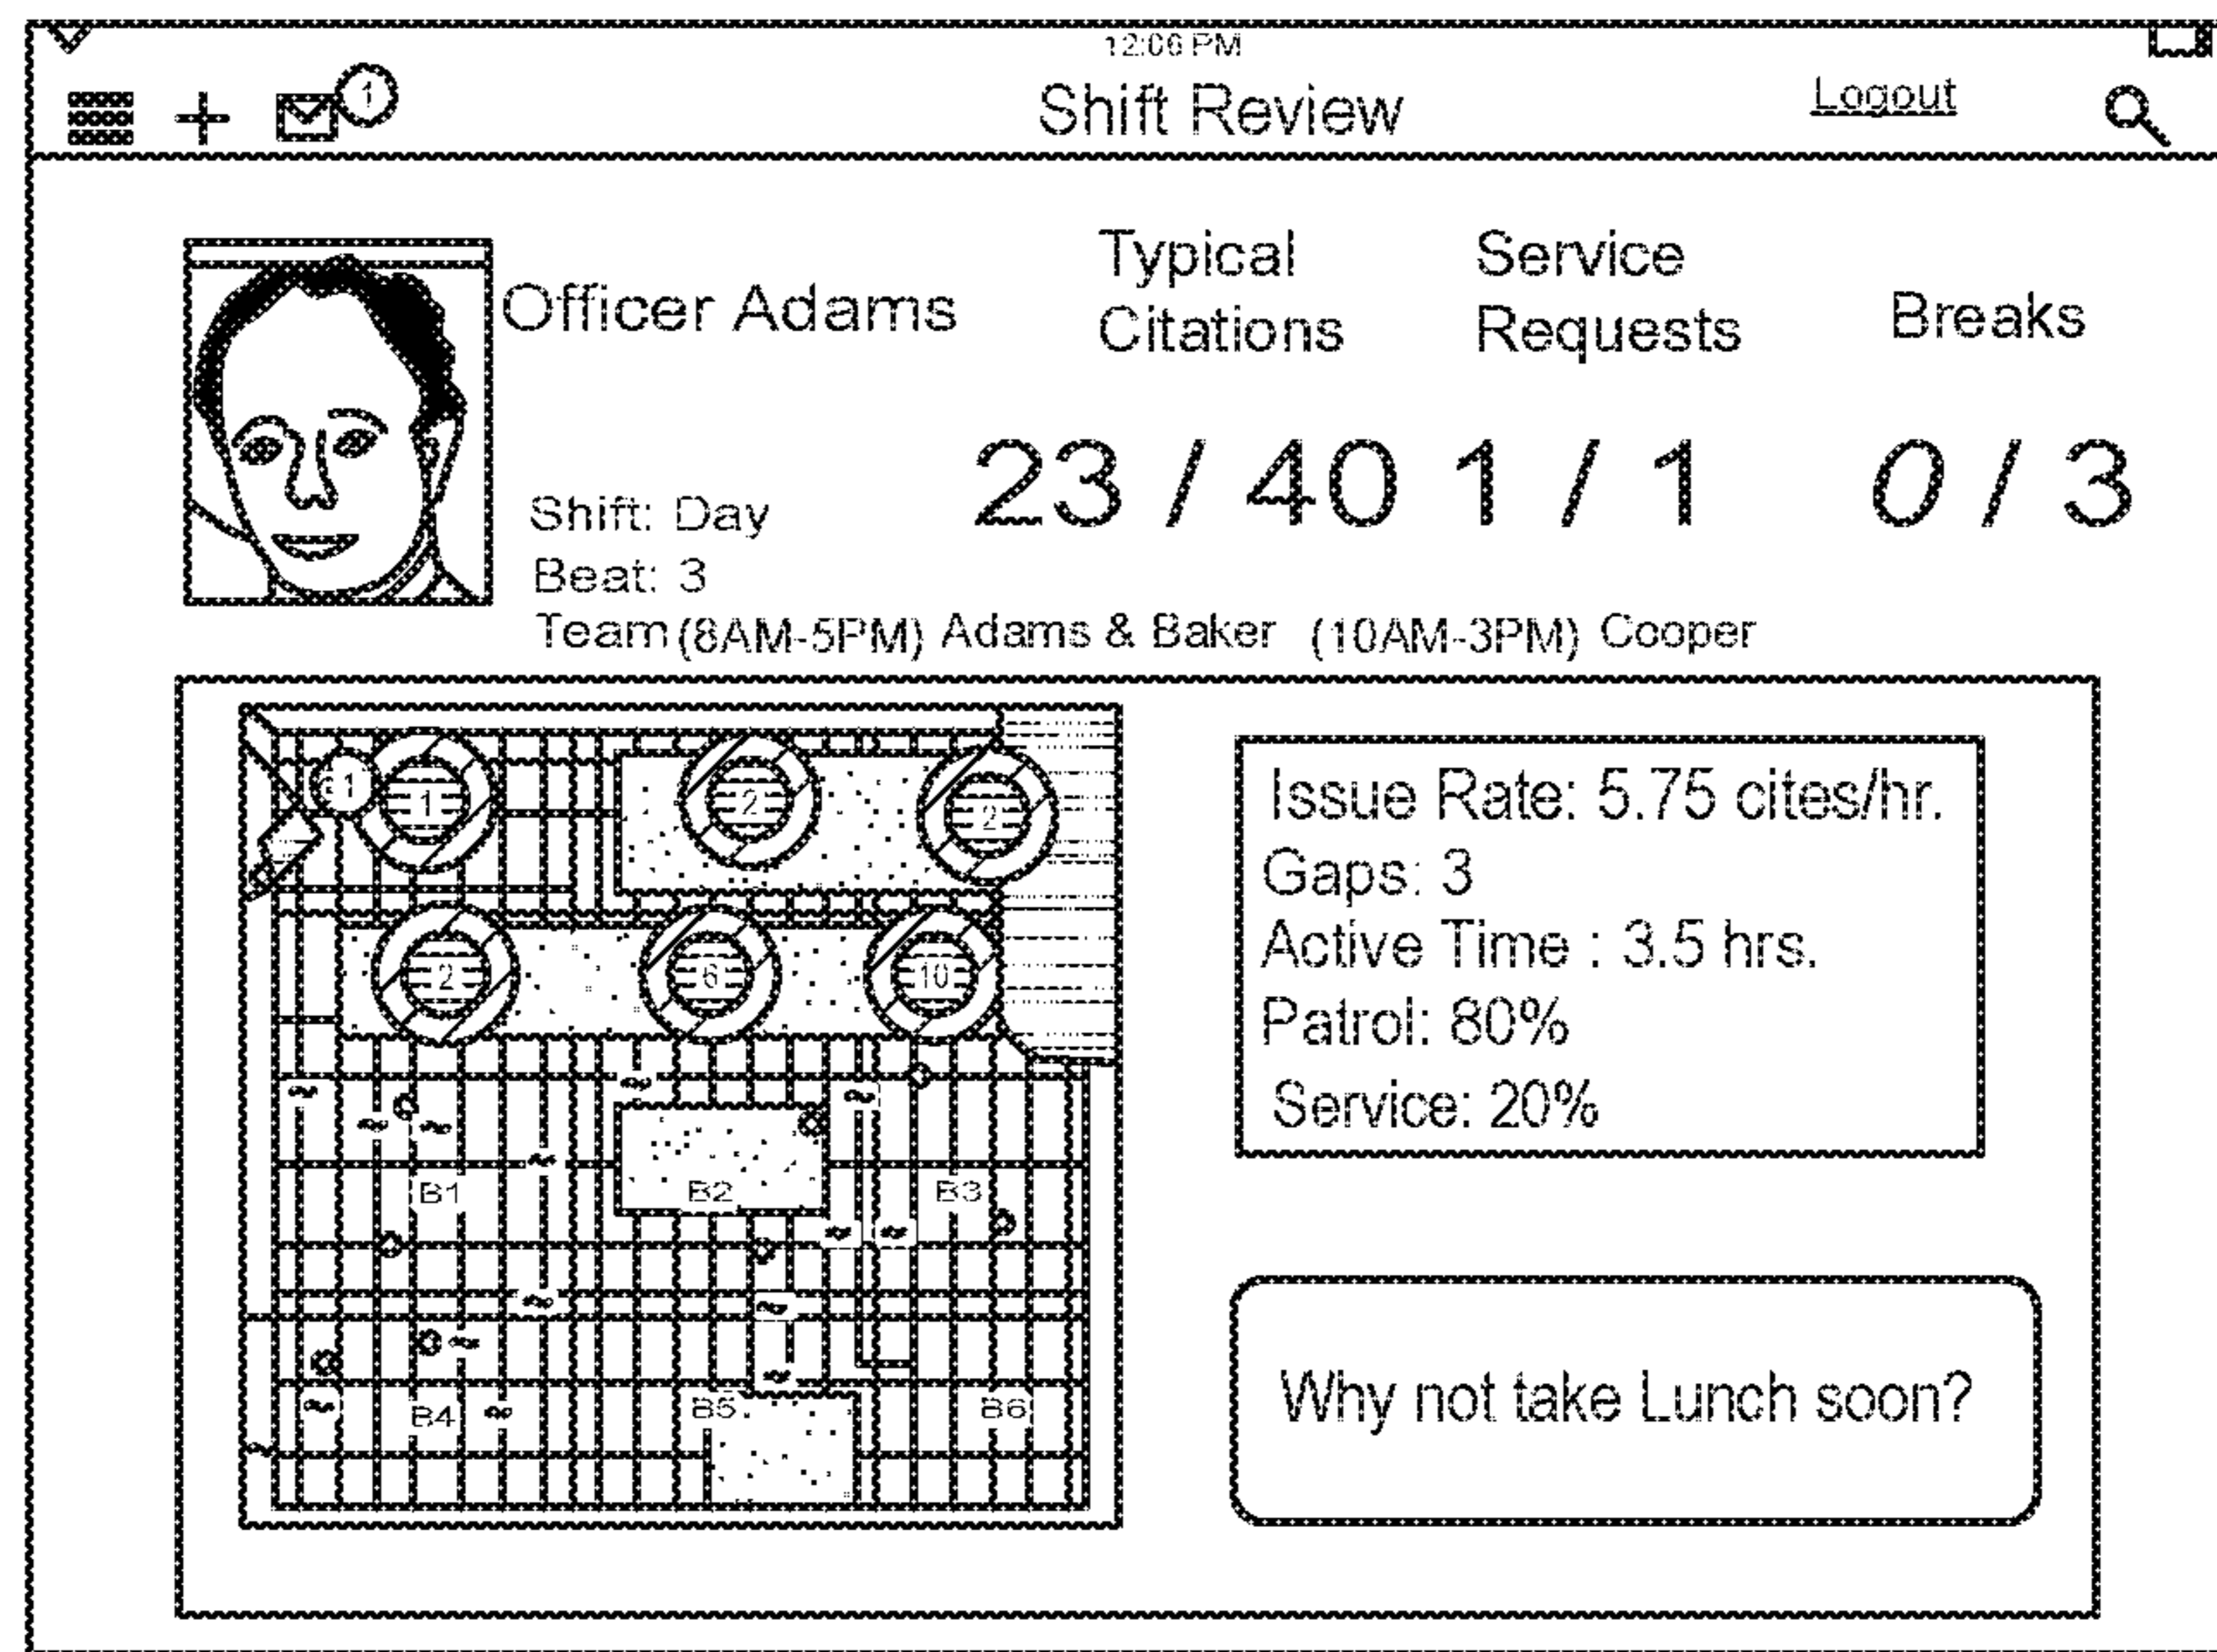 12:06 PM
1
Shift Review
Logout
Officer Adams
Typical
Citations
Service
Requests
Breaks
23 / 40
1 / 1
0 / 3
Shift: Day
Beat: 3
Team (8AM-5PM) Adams & Baker (10AM-3PM) Cooper
1
2
2
2
6
10
B1
B2
B3
B4
B5
B6
Issue Rate: 5.75 cites/hr.
Gaps: 3
Active Time : 3.5 hrs.
Patrol: 80%
Service: 20%
Why not take Lunch soon?